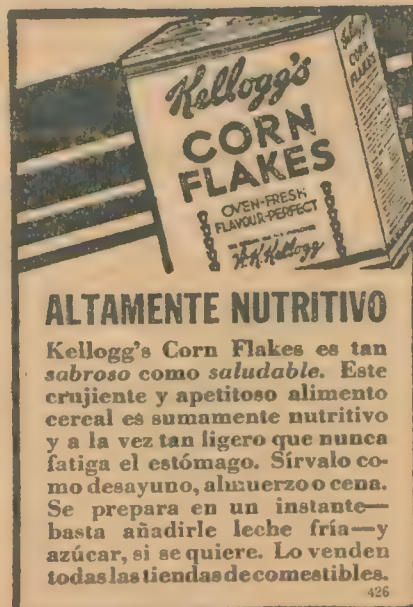 Kellogg's
CORN
FLAKES
OVEN-FRESH
FLAVOUR-PERFECT
W.K.Kellogg
Kellogg's
CORN
FLAKES
ALTAMENTE NUTRITIVO
Kellogg's Corn Flakes es tan
sabroso como saludable. Este
crujiente y apetitoso alimento
cereal es sumamente nutritivo
y a la vez tan ligero que nunca
fatiga el estómago. Sírvalo co-
mo desayuno, almuerzo o cena.
Se prepara en un instante—
basta añadirle leche fría—y
azúcar, si se quiere. Lo venden
todas las tiendas de comestibles.
426